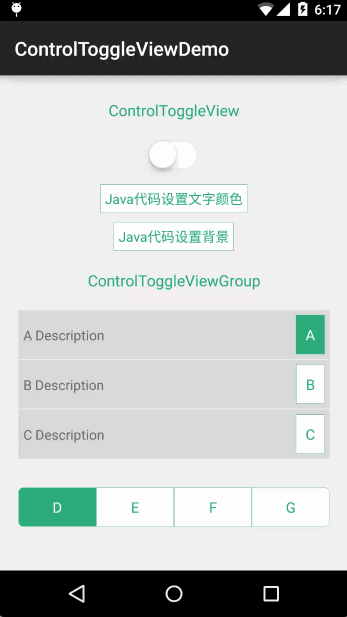 6:17
ControlToggleViewDemo
ControlToggleView
Java代码设置文字颜色
Java代码设置背景
ControlToggleViewGroup
A Description A
B Description B
C Description C
D E F G